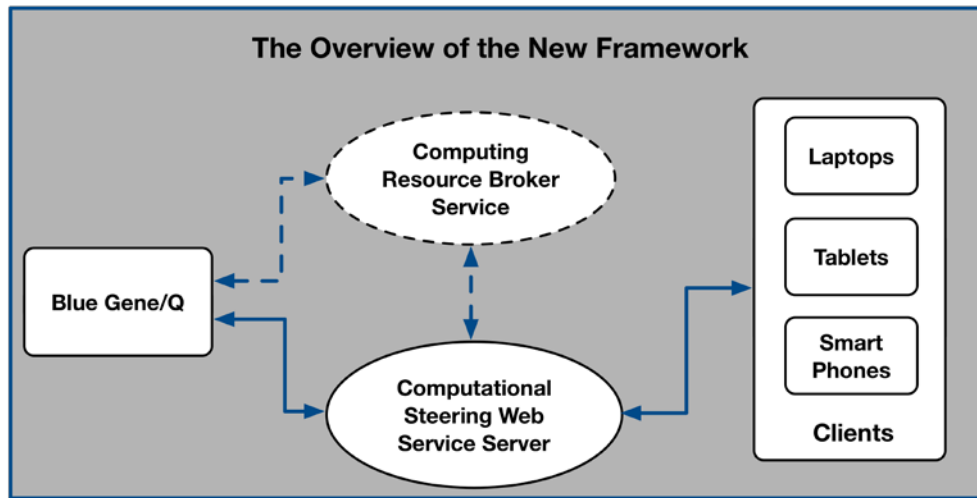 The Overview of the New Framework
Computing
Resource Broker
Service
Blue Gene/Q
Computational
Steering Web
Service Server
Laptops
Tablets
Smart
Phones
Clients